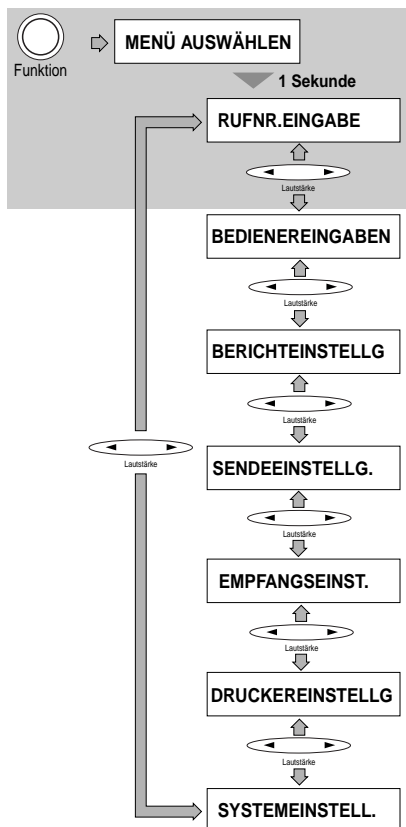 MENÜ AUSWÄHLEN
Funktion
1 Sekunde
RUFNR.EINGABE
Lautstärke
BEDIENEREINGABEN
Lautstärke
BERICHTEINSTELLG
Lautstärke
Lautstärke
SENDEEINSTELLG.
Lautstärke
EMPFANGSEINST.
Lautstärke
DRUCKEREINSTELLG
Lautstärke
SYSTEMEINSTELL.